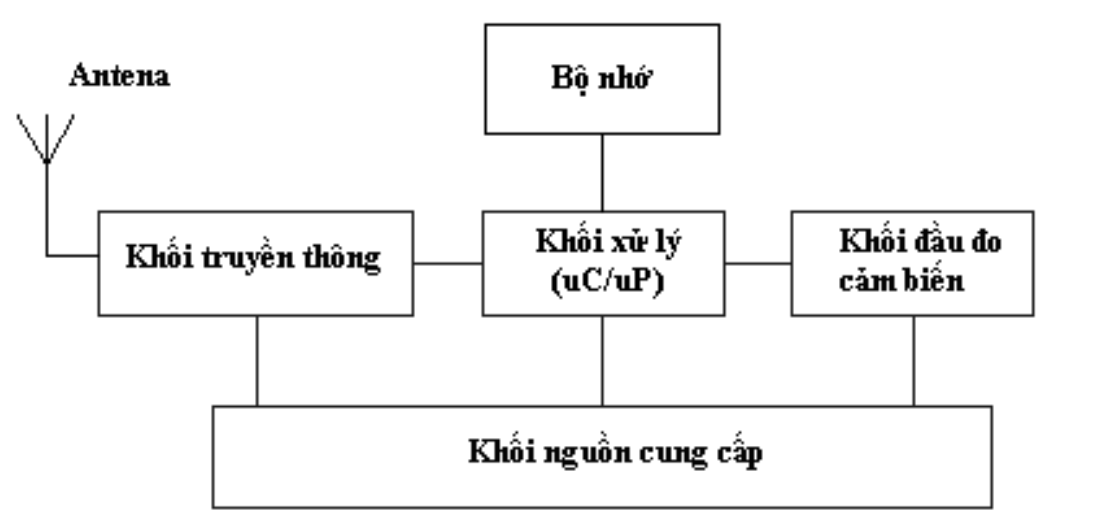 Antena
Bộ nhớ
Khối truyền thông
Khối xử lý
(uC/uP)
Khối đầu đo
cảm biến
Khối nguồn cung cấp